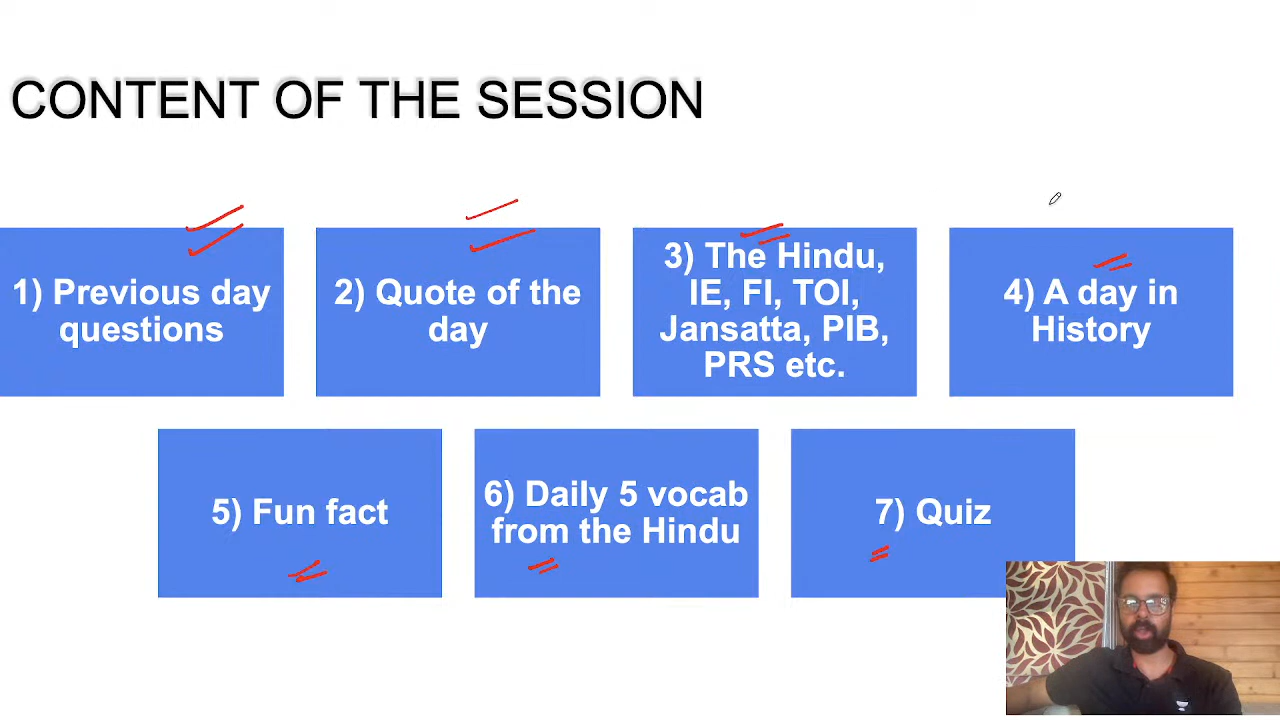 CONTENT OF THE SESSION
1) Previous day
questions
2) Quote of the
day
3) The Hindu,
IE, FI, TOI,
Jansatta, PIB,
PRS etc.
4) A day in
History
5) Fun fact
6) Daily 5 vocab
from the Hindu
7) Quiz